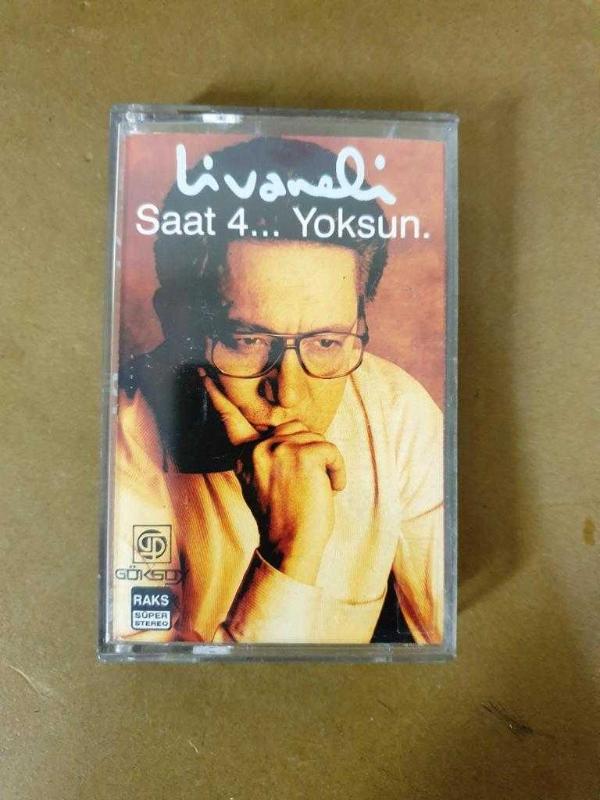 Livaneli
Saat 4... Yoksun.
GÖKSOY
RAKS
SÜPER
STEREO